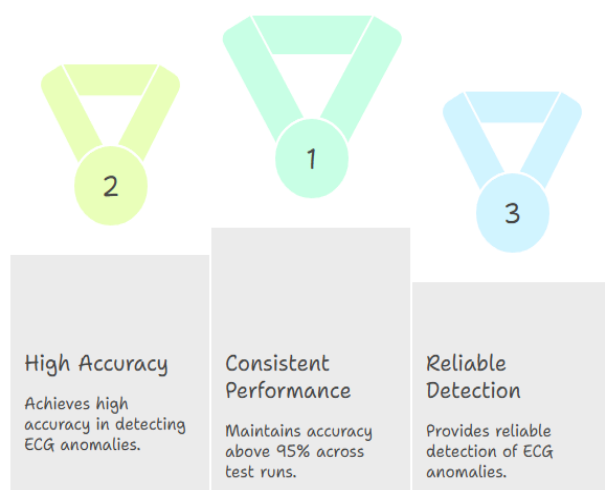 2
1
3
High Accuracy
Achieves high
accuracy in detecting
ECG anomalies.
Consistent
Performance
Maintains accuracy
above 95% across
test runs.
Reliable
Detection
Provides reliable
detection of ECG
anomalies.